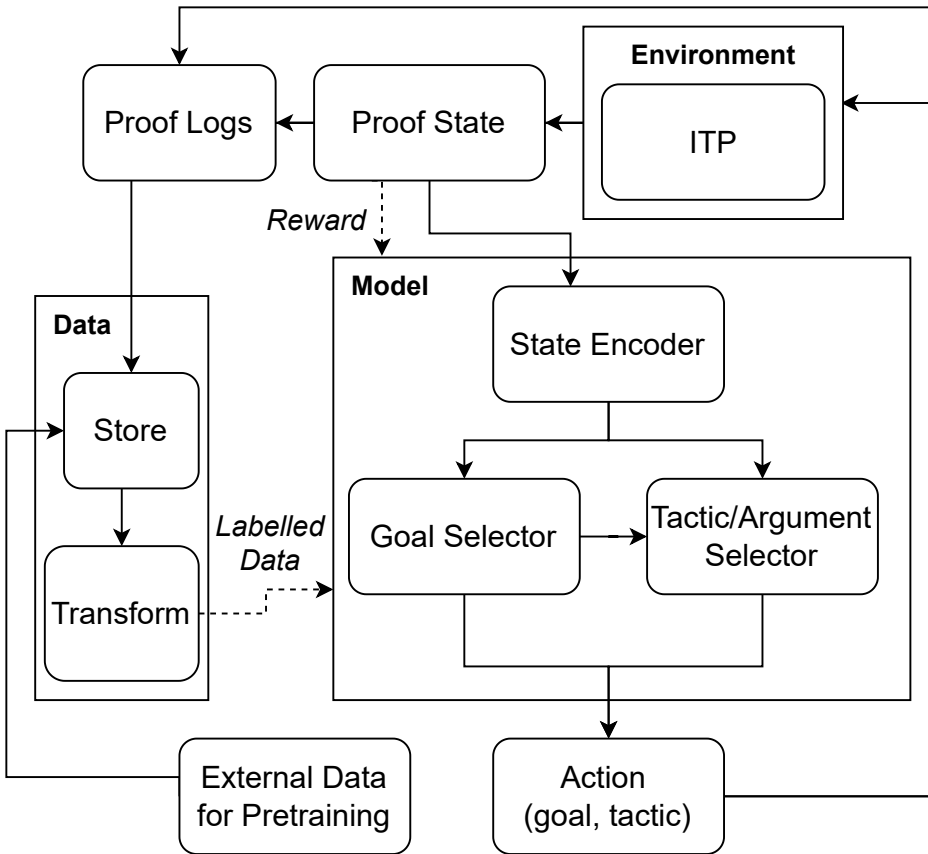 Environment
Proof Logs
Proof State
ITP
Reward
Model
Data
State Encoder
Store
Labelled
Data
Goal Selector
Tactic/Argument
Selector
Transform
External Data
for Pretraining
Action
(goal, tactic)